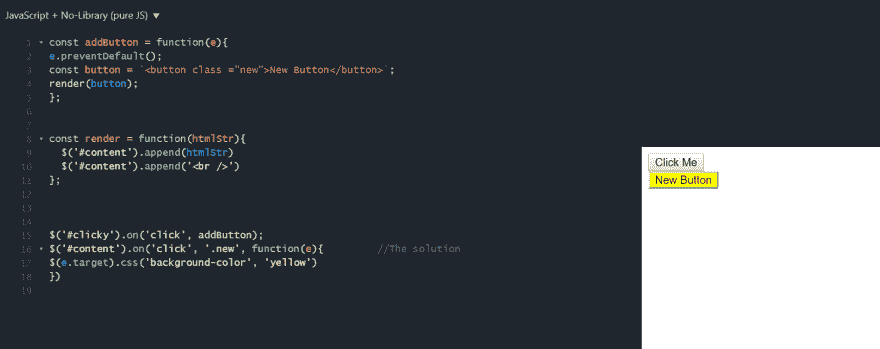 JavaScript + No-Library (pure JS) ▼
1 const addButton = function(e){
2 e.preventDefault();
3 const button = `<button class ="new">New Button</button>`;
4 render(button);
5 };
6
7
8 const render = function(htmlStr){
9 $('#content').append(htmlStr)
10 $('#content').append('<br />')
11 };
12
13
14
15 $('#clicky').on('click', addButton);
16 $('#content').on('click', '.new', function(e){ //The solution
17 $(e.target).css('background-color', 'yellow')
18 })
19
Click Me
New Button